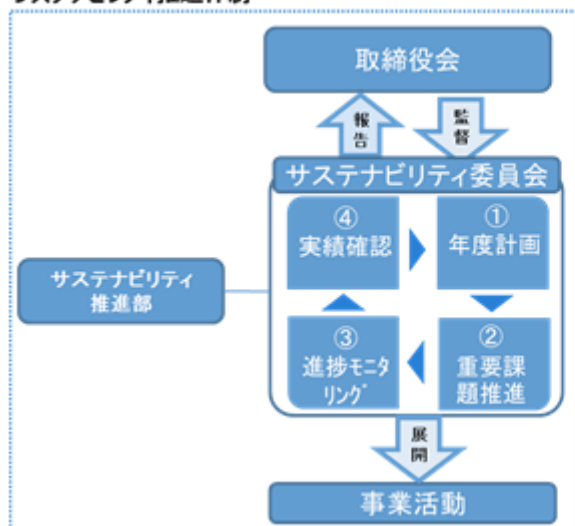 取締役会
報告
監督
サステナビリティ委員会
④
実績確認
①
年度計画
サステナビリティ
推進部
③
進捗モニタ
リング
②
重要課
題推進
展開
事業活動